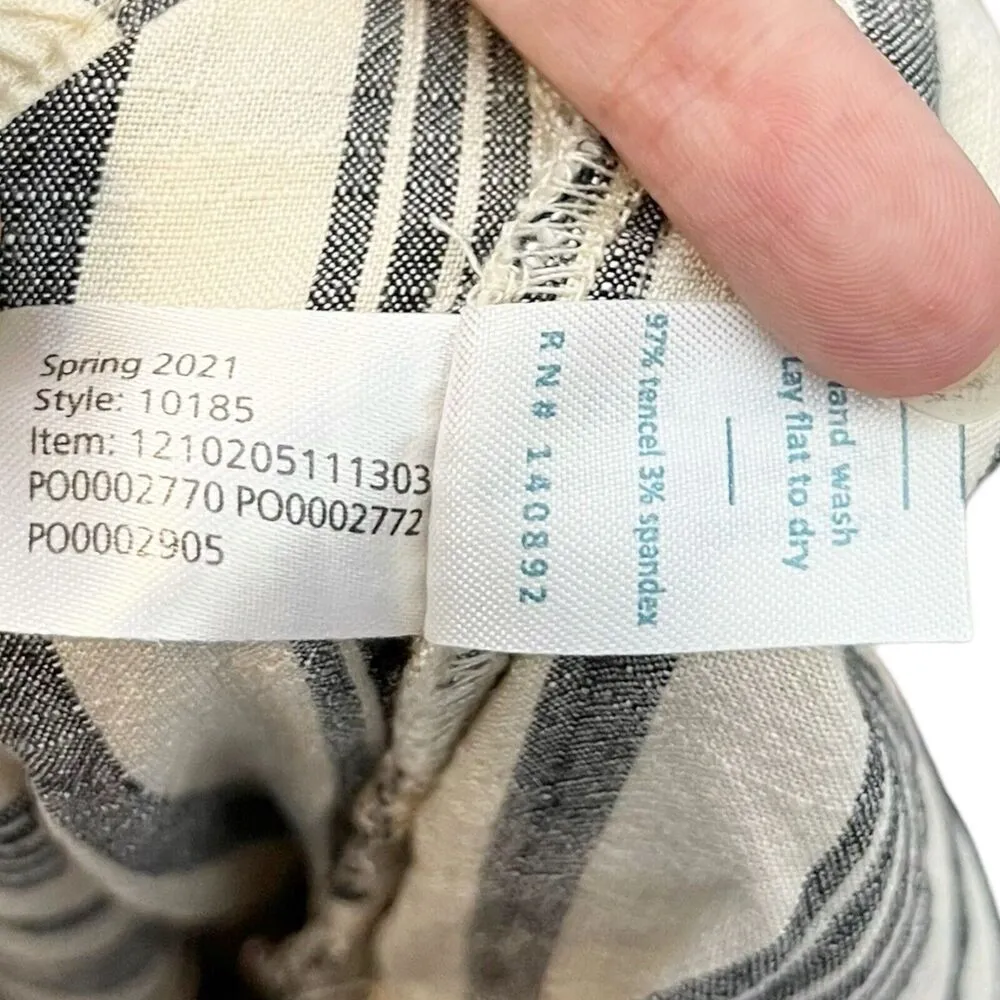 Spring 2021
Style: 10185
Item: 1210205111303
PO0002770 PO0002772
PO0002905
wash
Lay flat to dry
97% tencel 3% spandex
RN# 140892